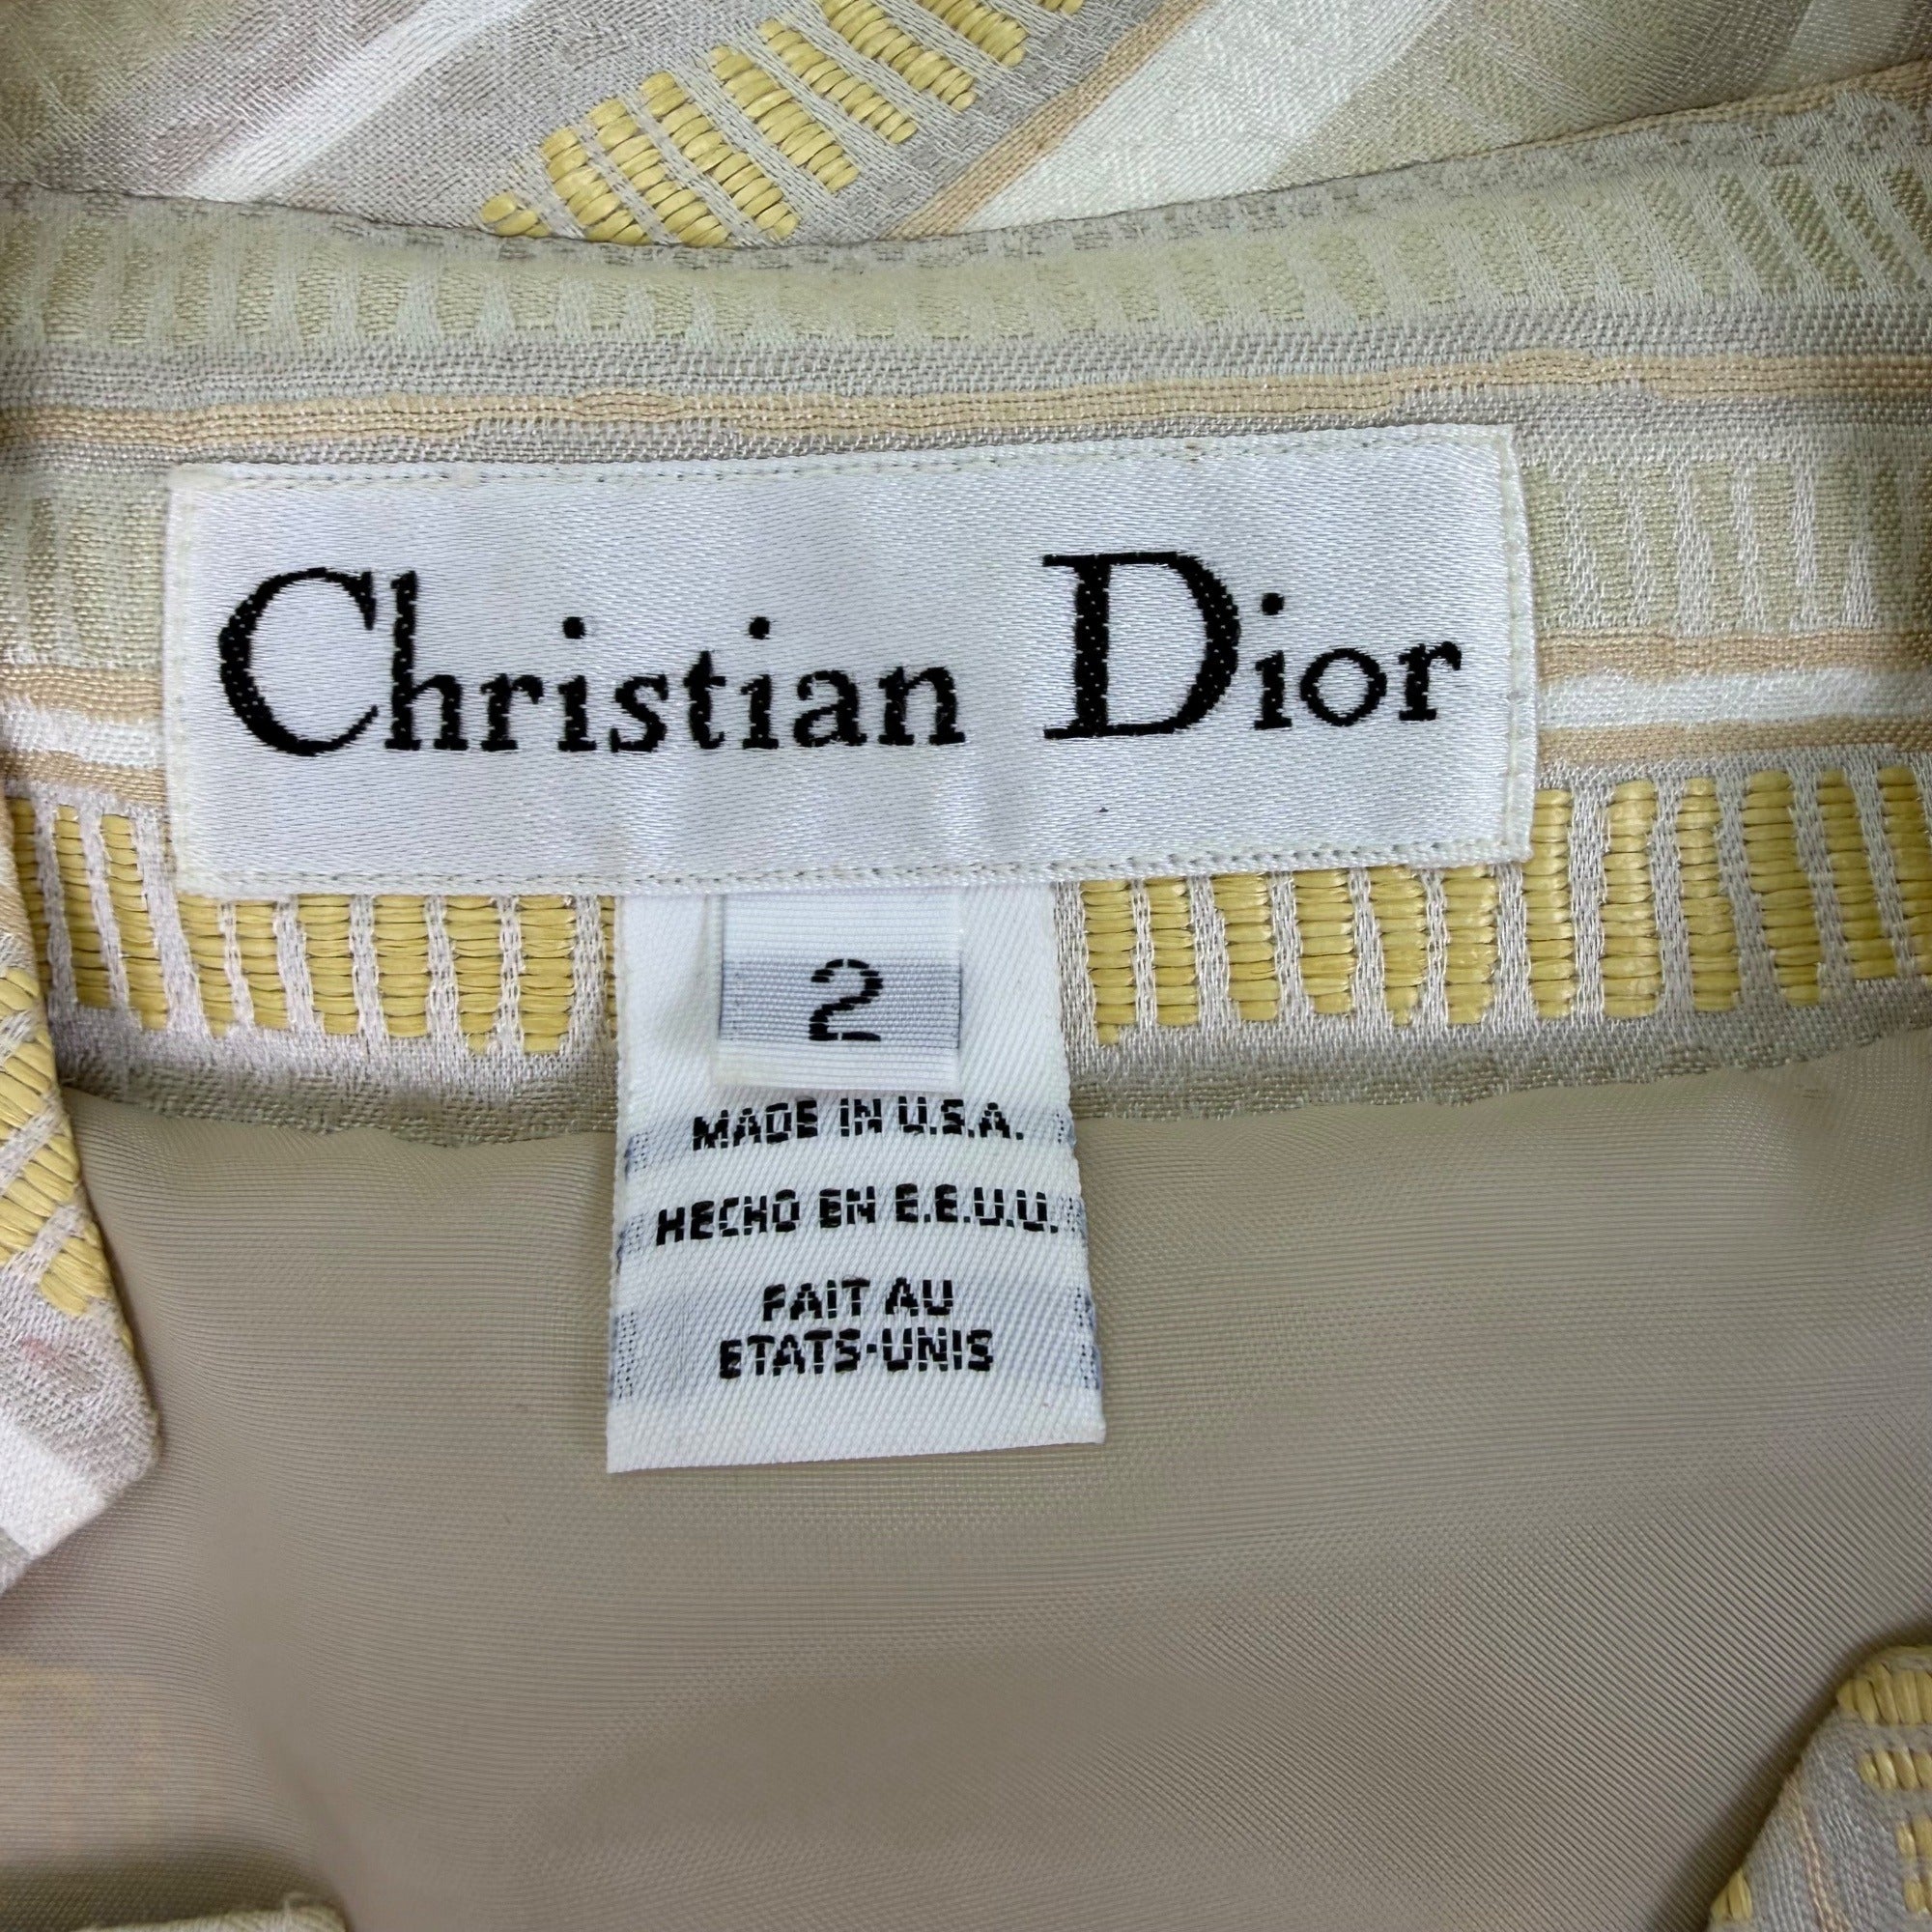 Christian Dior
2
MADE IN U.S.A.
HECHO EN E.E.U.U.
FAIT AU
ETATS-UNIS